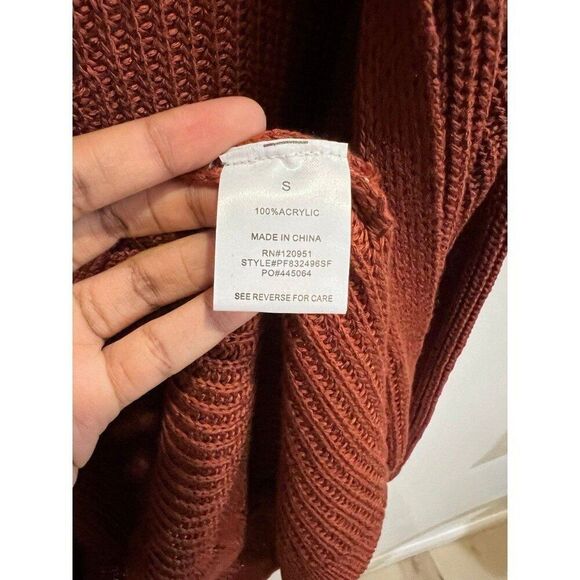 S
100%ACRYLIC
MADE IN CHINA
RN#120951
STYLE#PF832496SF
PO#445064
SEE REVERSE FOR CARE